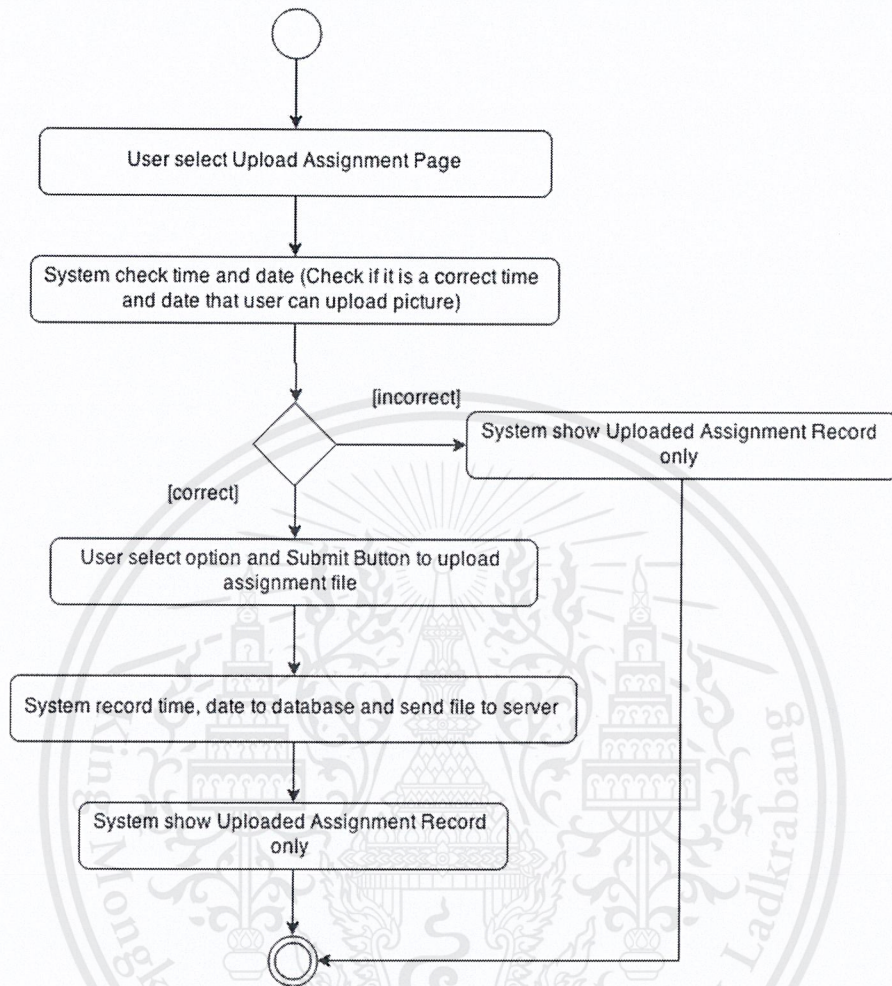 User select Upload Assignment Page
System check time and date (Check if it is a correct time
and date that user can upload picture)
[incorrect]
System show Uploaded Assignment Record
only
[correct]
User select option and Submit Button to upload
assignment file
System record time, date to database and send file to server
System show Uploaded Assignment Record
only
King Mongk
Ladkrabang